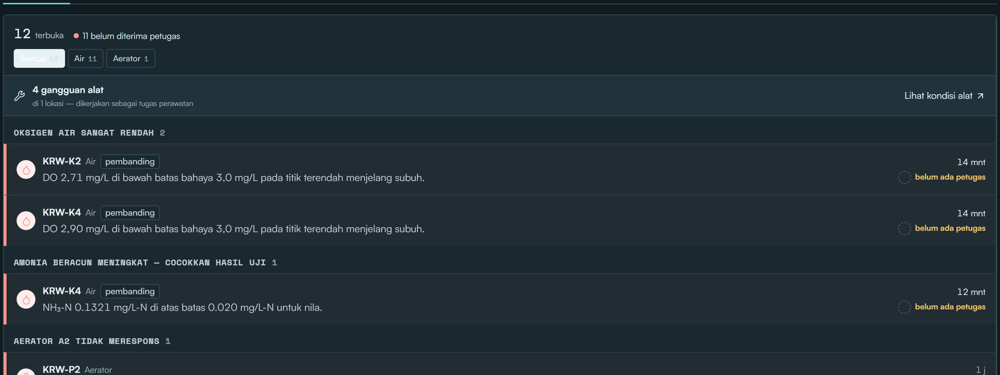 12 terbuka 11 belum diterima petugas
Semua 12 Air 11 Aerator 1
4 gangguan alat
di 1 lokasi — dikerjakan sebagai tugas perawatan
Lihat kondisi alat
OKSIGEN AIR SANGAT RENDAH 2
KRW-K2 Air pembanding
DO 2,71 mg/L di bawah batas bahaya 3,0 mg/L pada titik terendah menjelang subuh.
14 mnt
belum ada petugas
KRW-K4 Air pembanding
DO 2,90 mg/L di bawah batas bahaya 3,0 mg/L pada titik terendah menjelang subuh.
14 mnt
belum ada petugas
AMONIA BERACUN MENINGKAT — COCOKKAN HASIL UJI 1
KRW-K4 Air pembanding
NH₃-N 0.1321 mg/L-N di atas batas 0.020 mg/L-N untuk nila.
12 mnt
belum ada petugas
AERATOR A2 TIDAK MERESPONS 1
KRW-P2 Aerator
1 j